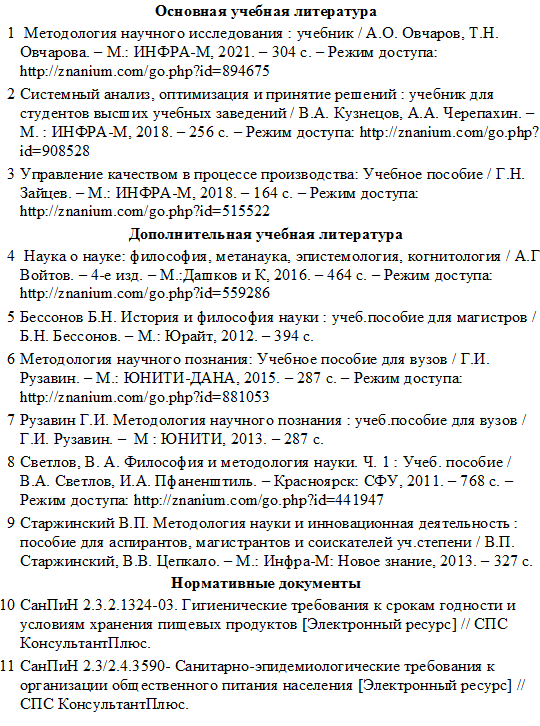 Основная учебная литература
1 Методология научного исследования : учебник / А.О. Овчаров, Т.Н.
Овчарова. – М.: ИНФРА-М, 2021. – 304 с. – Режим доступа:
http://znanium.com/go.php?id=894675
2 Системный анализ, оптимизация и принятие решений : учебник для
студентов высших учебных заведений / В.А. Кузнецов, А.А. Черепахин. –
М. : ИНФРА-М, 2018. – 256 с. – Режим доступа: http://znanium.com/go.php?
id=908528
3 Управление качеством в процессе производства: Учебное пособие / Г.Н.
Зайцев. – М.: ИНФРА-М, 2018. – 164 с. – Режим доступа:
http://znanium.com/go.php?id=515522
Дополнительная учебная литература
4 Наука о науке: философия, метанаука, эпистемология, когнитология / А.Г
Войтов. – 4-е изд. – М.:Дашков и К, 2016. – 464 с. – Режим доступа:
http://znanium.com/go.php?id=559286
5 Бессонов Б.Н. История и философия науки : учеб.пособие для магистров /
Б.Н. Бессонов. – М.: Юрайт, 2012. – 394 с.
6 Методология научного познания: Учебное пособие для вузов / Г.И.
Рузавин. – М.: ЮНИТИ-ДАНА, 2015. – 287 с. – Режим доступа:
http://znanium.com/go.php?id=881053
7 Рузавин Г.И. Методология научного познания : учеб.пособие для вузов /
Г.И. Рузавин. – М : ЮНИТИ, 2013. – 287 с.
8 Светлов, В. А. Философия и методология науки. Ч. 1 : Учеб. пособие /
В.А. Светлов, И.А. Пфаненштиль. – Красноярск: СФУ, 2011. – 768 с. –
Режим доступа: http://znanium.com/go.php?id=441947
9 Старжинский В.П. Методология науки и инновационная деятельность :
пособие для аспирантов, магистрантов и соискателей уч.степени / В.П.
Старжинский, В.В. Цепкало. – М.: Инфра-М: Новое знание, 2013. – 327 с.
Нормативные документы
10 СанПиН 2.3.2.1324-03. Гигиенические требования к срокам годности и
условиям хранения пищевых продуктов [Электронный ресурс] // СПС
КонсультантПлюс.
11 СанПиН 2.3/2.4.3590- Санитарно-эпидемиологические требования к
организации общественного питания населения [Электронный ресурс] //
СПС КонсультантПлюс.